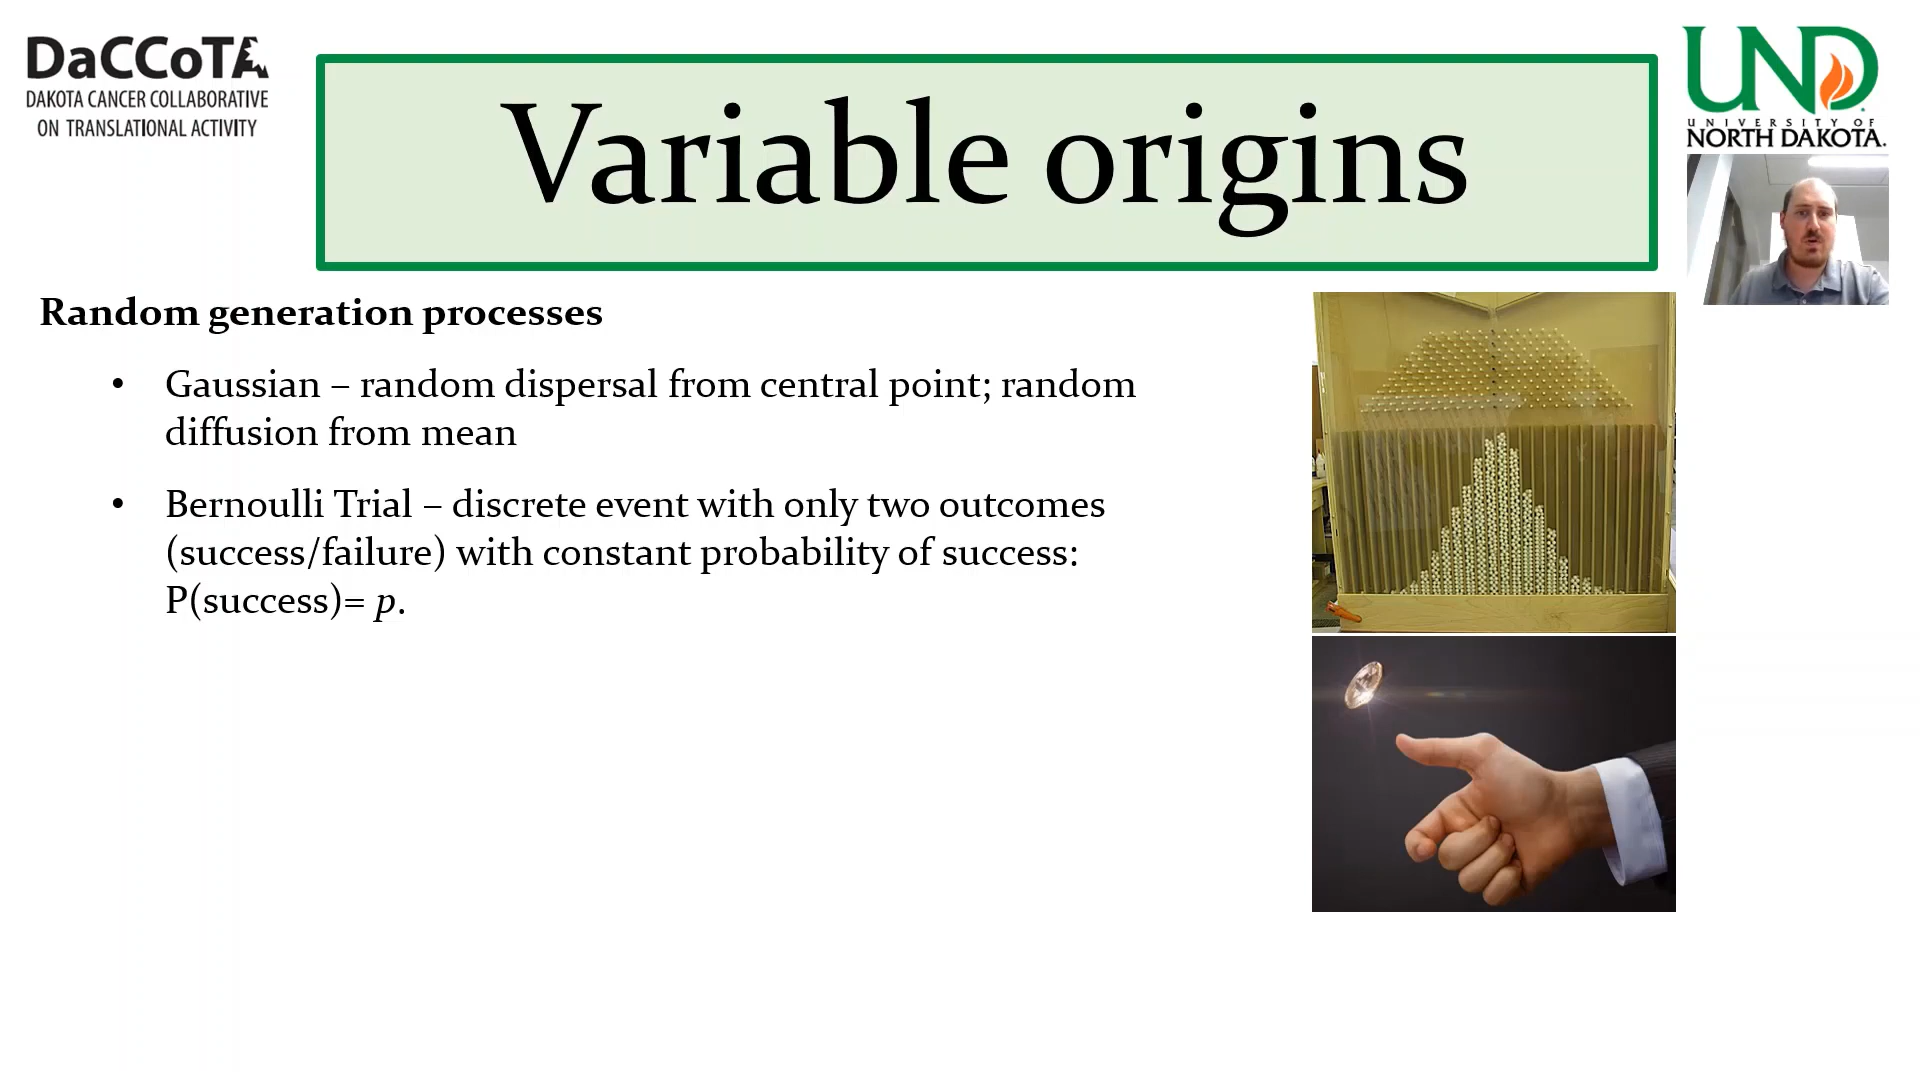 DaCCoTA
DAKOTA CANCER COLLABORATIVE
ON TRANSLATIONAL ACTIVITY
Variable origins
UND
UNIVERSITY OF
NORTH DAKOTA.
Random generation processes
• Gaussian – random dispersal from central point; random
diffusion from mean
• Bernoulli Trial – discrete event with only two outcomes
(success/failure) with constant probability of success:
P(success)= p.